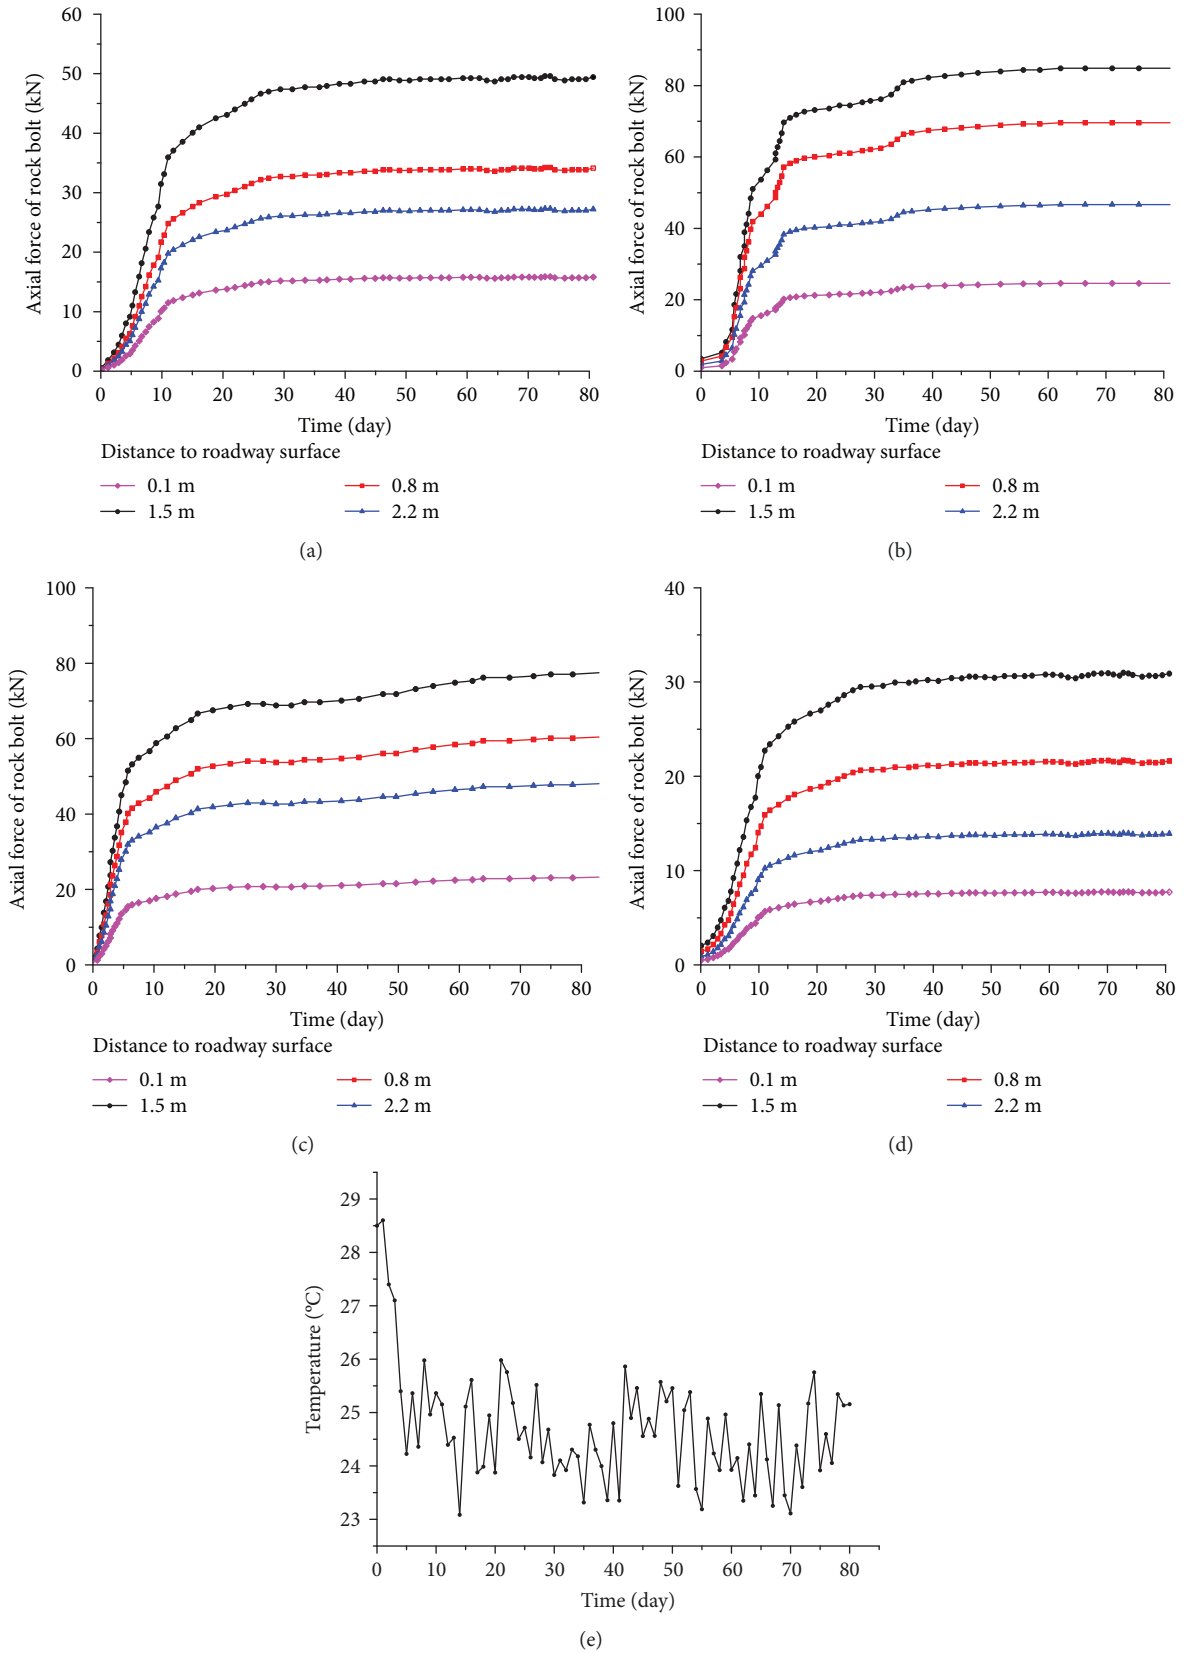 60
50
40
30
20
10
0
Axial force of rock bolt (kN)
0 10 20 30 40 50 60 70 80
Time (day)
Distance to roadway surface
0.1 m 0.8 m
1.5 m 2.2 m
(a)
100
80
60
40
20
0
Axial force of rock bolt (kN)
0 10 20 30 40 50 60 70 80
Time (day)
Distance to roadway surface
0.1 m 0.8 m
1.5 m 2.2 m
(b)
100
80
60
40
20
0
Axial force of rock bolt (kN)
0 10 20 30 40 50 60 70 80
Time (day)
Distance to roadway surface
0.1 m 0.8 m
1.5 m 2.2 m
(c)
40
30
20
10
0
Axial force of rock bolt (kN)
0 10 20 30 40 50 60 70 80
Time (day)
Distance to roadway surface
0.1 m 0.8 m
1.5 m 2.2 m
(d)
29
28
27
26
25
24
23
Temperature (°C)
0 10 20 30 40 50 60 70 80
Time (day)
(e)